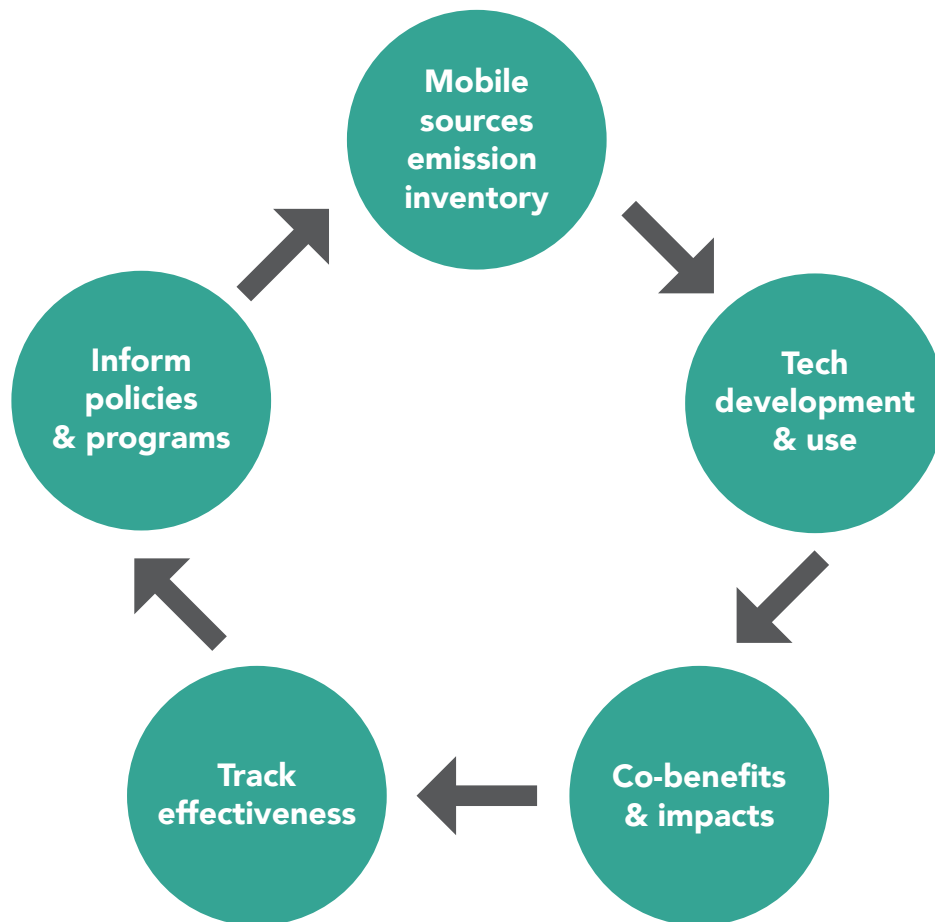 Mobile
sources
emission
inventory
Tech
development
& use
Co-benefits
& impacts
Track
effectiveness
Inform
policies
& programs